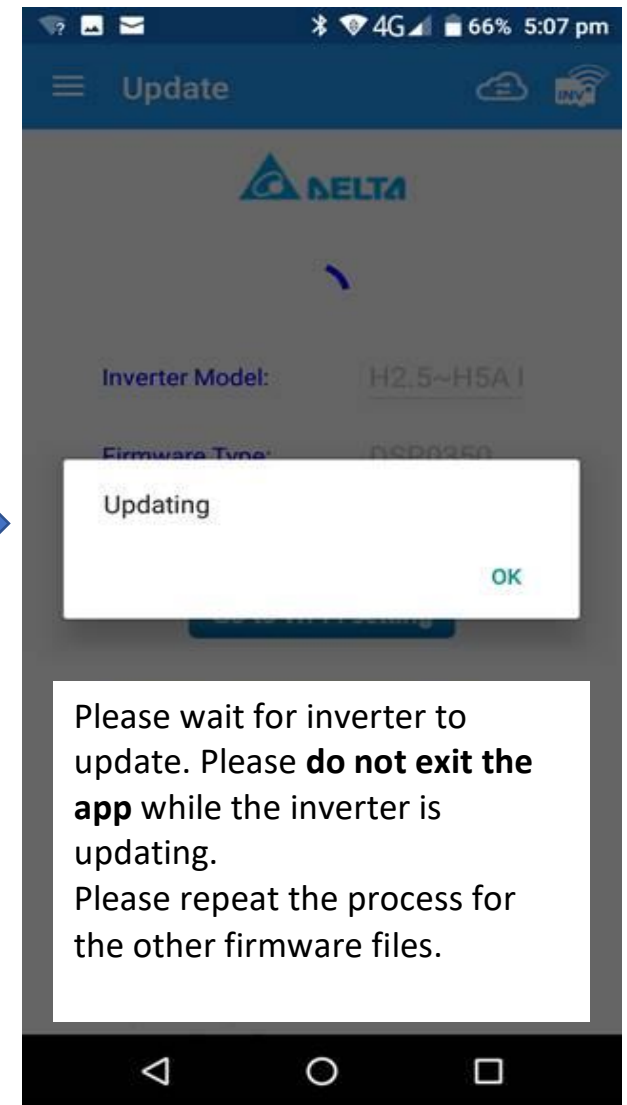 4G 66% 5:07 pm
Update
INV
DELTA
Inverter Model: H2.5~H5A
Firmware Type: DSP0350
Updating
OK
Please wait for inverter to
update. Please do not exit the
app while the inverter is
updating.
Please repeat the process for
the other firmware files.